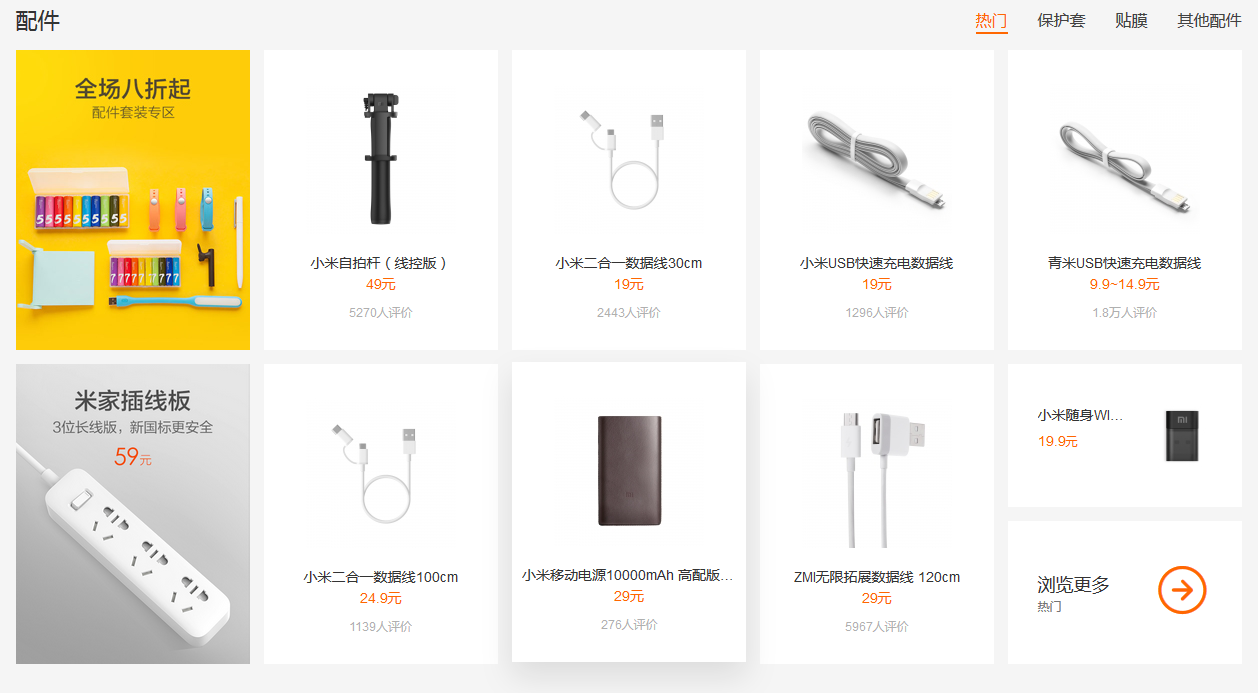 配件
热门
保护套
贴膜
其他配件
全场八折起
配件套装专区
小米自拍杆（线控版）
49元
5270人评价
小米二合一数据线30cm
19元
2443人评价
小米USB快速充电数据线
19元
1296人评价
青米USB快速充电数据线
9.9~14.9元
1.8万人评价
米家插线板
3位长线版，新国标更安全
59元
小米二合一数据线100cm
24.9元
1139人评价
小米移动电源10000mAh 高配版...
29元
276人评价
ZMI无限拓展数据线 120cm
29元
5967人评价
小米随身WI...
19.9元
浏览更多
热门